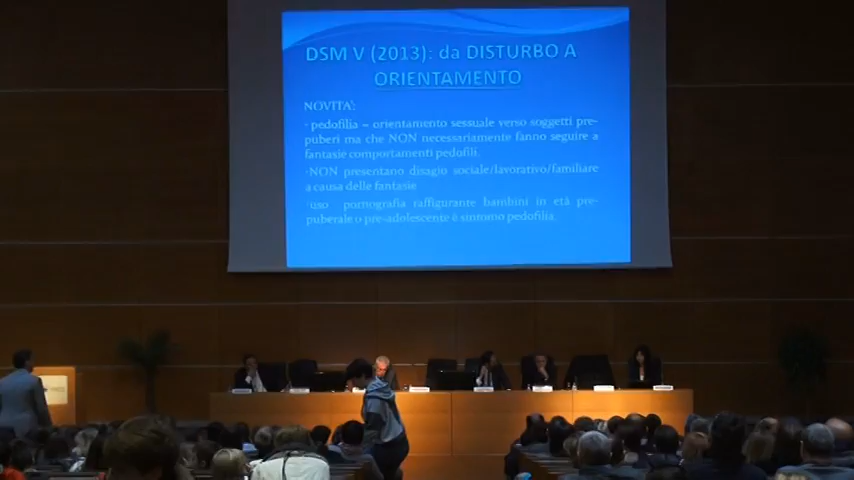 DSM V (2013): da DISTURBO A
ORIENTAMENTO
NOVITA':
· pedofilia = orientamento sessuale verso soggetti pre-
puberi ma che NON necessariamente fanno seguire a
fantasie comportamenti pedofili.
·NON presentano disagio sociale/lavorativo/familiare
a causa delle fantasie
·uso pornografia raffigurante bambini in età pre-
puberale o pre-adolescente è sintomo pedofilia.